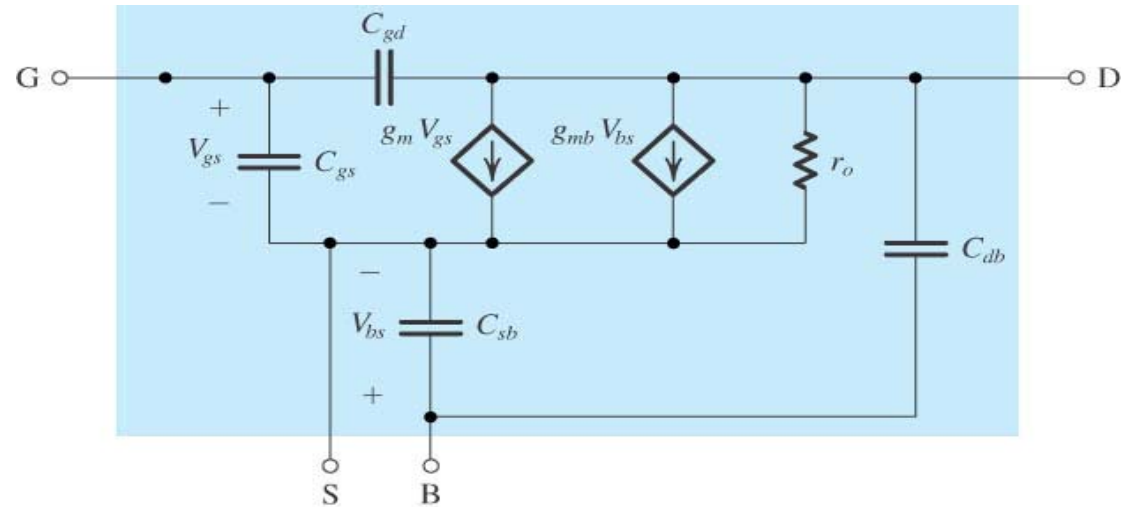 C_gd
G
D
+
V_gs
C_gs
−
g_m V_gs
g_mb V_bs
r_o
C_db
−
V_bs
C_sb
+
S
B